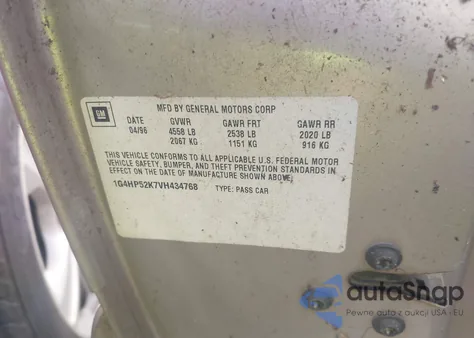 GM
MFD BY GENERAL MOTORS CORP
DATE GVWR GAWR FRT GAWR RR
04/96 4558 LB 2538 LB 2020 LB
2067 KG 1151 KG 916 KG
THIS VEHICLE CONFORMS TO ALL APPLICABLE U.S. FEDERAL MOTOR
VEHICLE SAFETY, BUMPER, AND THEFT PREVENTION STANDARDS IN
EFFECT ON THE DATE OF MANUFACTURE SHOWN ABOVE.
1G4HP52K7VH434768 TYPE: PASS CAR
autaShap
Pewne auta z aukcji USA i EU